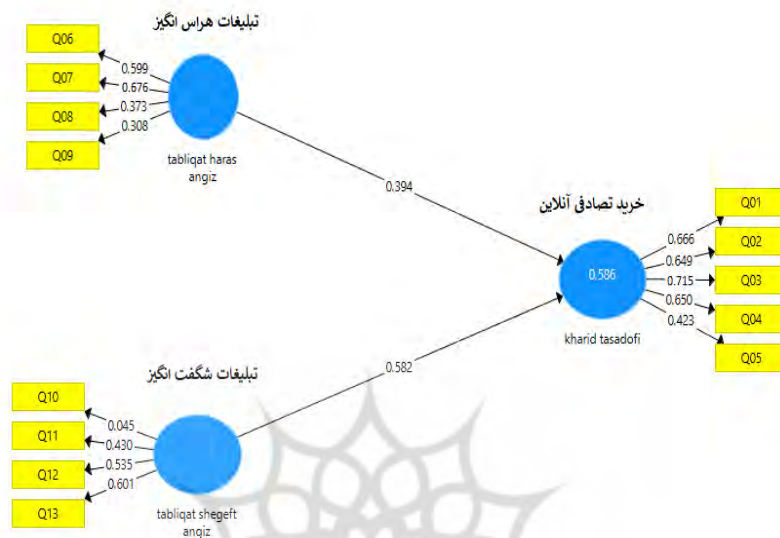 تبلیغات هراس انگیز
Q06
Q07
Q08
Q09
0.599
0.676
0.373
0.308
tabliqat haras
angiz
0.394
خرید تصادفی آنلاین
0.586
kharid tasadofi
0.666
0.649
0.715
0.650
0.423
Q01
Q02
Q03
Q04
Q05
0.582
تبلیغات شگفت انگیز
Q10
Q11
Q12
Q13
0.045
0.430
0.535
0.601
tabliqat shegeft
angiz